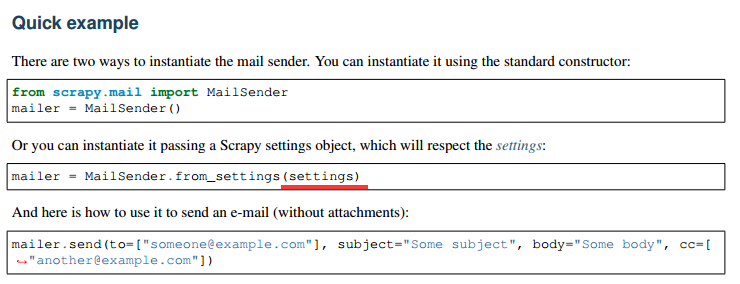 Quick example
There are two ways to instantiate the mail sender. You can instantiate it using the standard constructor:
from scrapy.mail import MailSender
mailer = MailSender()
Or you can instantiate it passing a Scrapy settings object, which will respect the settings:
mailer = MailSender.from_settings(settings)
And here is how to use it to send an e-mail (without attachments):
mailer.send(to=["someone@example.com"], subject="Some subject", body="Some body", cc=[
↪"another@example.com"])